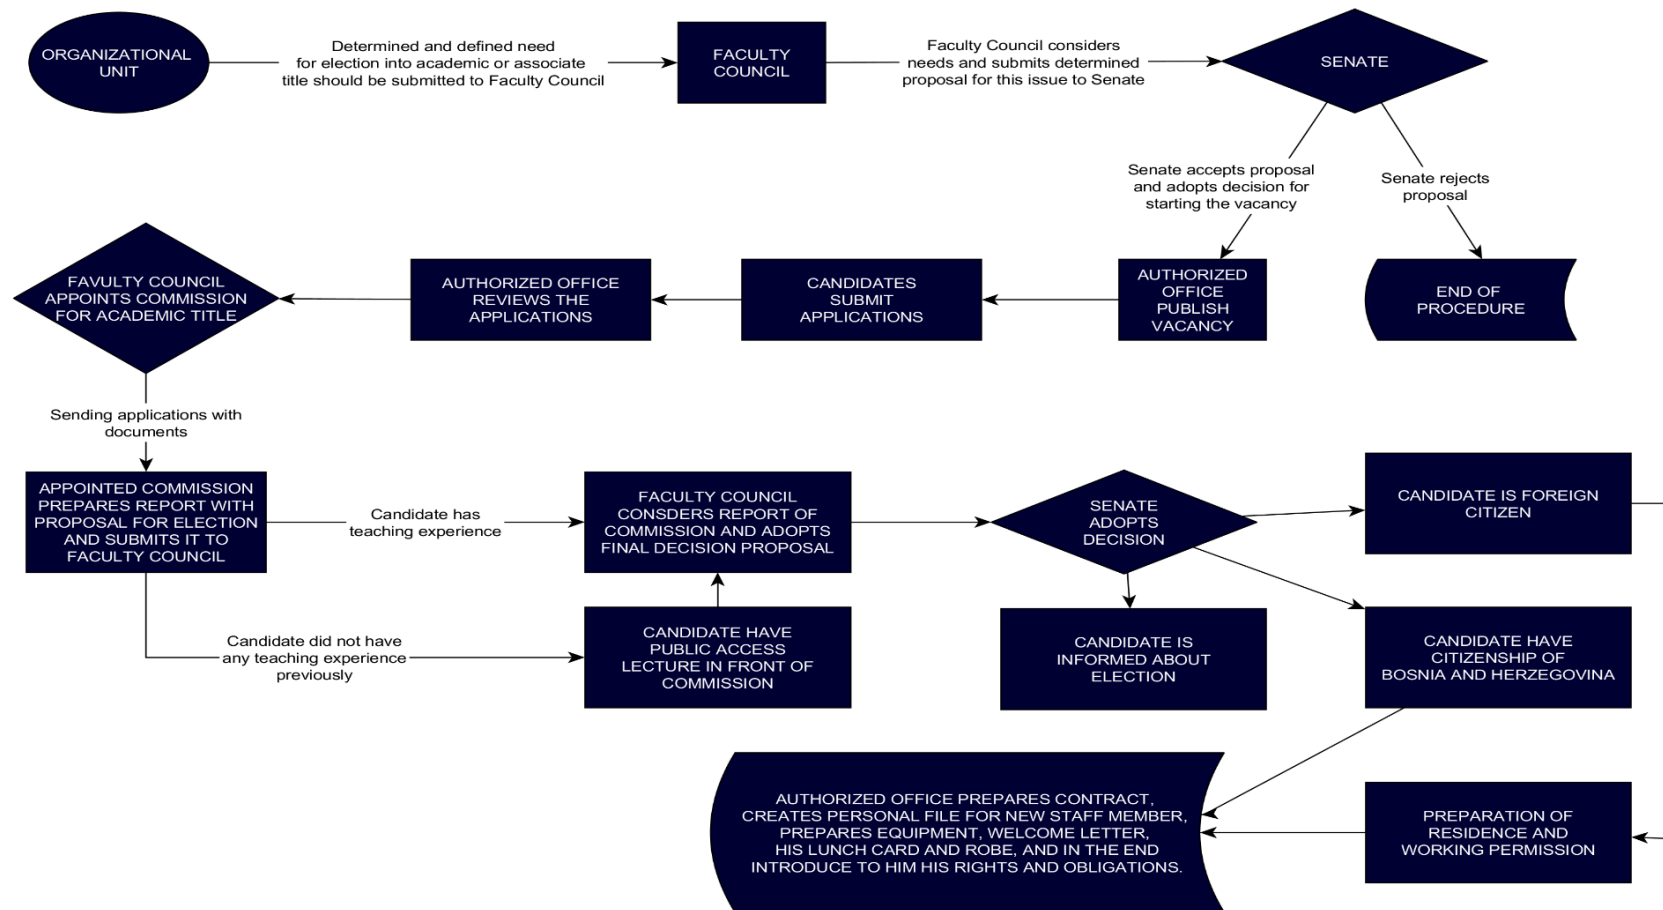 ORGANIZATIONAL
UNIT
Determined and defined need
for election into academic or associate
title should be submitted to Faculty Council
FACULTY
COUNCIL
Faculty Council considers
needs and submits determined
proposal for this issue to Senate
SENATE
Senate accepts proposal
and adopts decision for
starting the vacancy
Senate rejects
proposal
FAVULTY COUNCIL
APPOINTS COMMISSION
FOR ACADEMIC TITLE
AUTHORIZED OFFICE
REVIEWS THE
APPLICATIONS
CANDIDATES
SUBMIT
APPLICATIONS
AUTHORIZED
OFFICE
PUBLISH
VACANCY
END OF
PROCEDURE
Sending applications with
documents
APPOINTED COMMISSION
PREPARES REPORT WITH
PROPOSAL FOR ELECTION
AND SUBMITS IT TO
FACULTY COUNCIL
Candidate has
teaching experience
FACULTY COUNCIL
CONSDERS REPORT OF
COMMISSION AND ADOPTS
FINAL DECISION PROPOSAL
SENATE
ADOPTS
DECISION
CANDIDATE IS FOREIGN
CITIZEN
Candidate did not have
any teaching experience
previously
CANDIDATE HAVE
PUBLIC ACCESS
LECTURE IN FRONT OF
COMMISSION
CANDIDATE IS
INFORMED ABOUT
ELECTION
CANDIDATE HAVE
CITIZENSHIP OF
BOSNIA AND HERZEGOVINA
AUTHORIZED OFFICE PREPARES CONTRACT,
CREATES PERSONAL FILE FOR NEW STAFF MEMBER,
PREPARES EQUIPMENT, WELCOME LETTER,
HIS LUNCH CARD AND ROBE, AND IN THE END
INTRODUCE TO HIM HIS RIGHTS AND OBLIGATIONS.
PREPARATION OF
RESIDENCE AND
WORKING PERMISSION